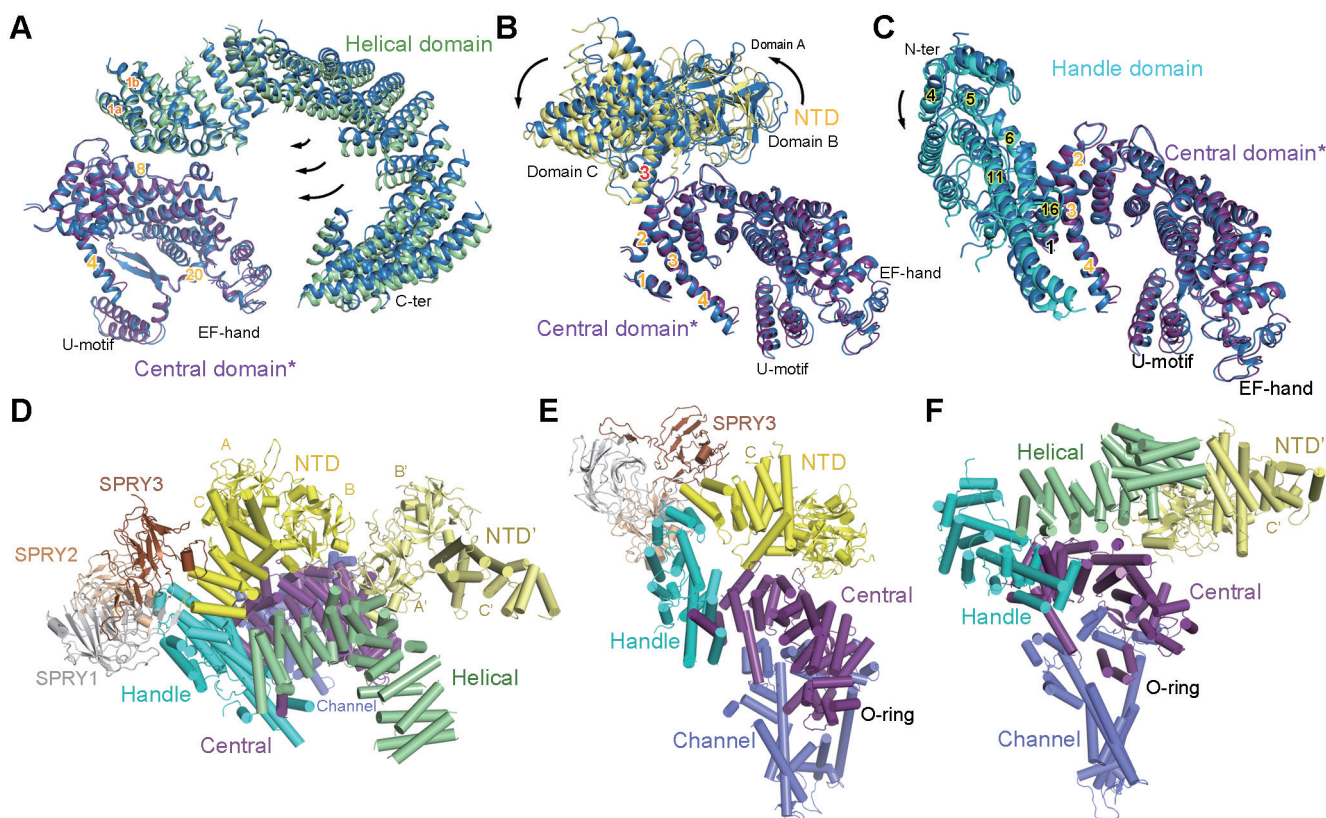 A
Helical domain
1b
1a
8
4
20
U-motif
EF-hand
C-ter
Central domain*
B
Domain A
NTD
Domain B
Domain C
3
2
3
1
4
EF-hand
Central domain*
U-motif
C
N-ter
Handle domain
4
5
6
2
Central domain*
11
16
3
1
4
U-motif
EF-hand
D
A
NTD
SPRY3
C
B
B'
NTD'
SPRY2
A'
C'
SPRY1
Handle
Helical
Channel
Central
E
SPRY3
C
NTD
Central
Handle
O-ring
Channel
F
Helical
NTD'
C'
Central
Handle
O-ring
Channel